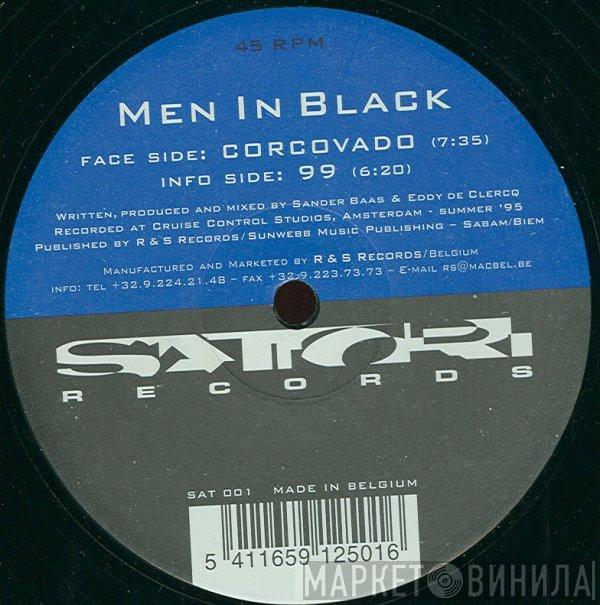 45 RPM
MEN IN BLACK
FACE SIDE: CORCOVADO (7:35)
INFO SIDE: 99 (6:20)
WRITTEN, PRODUCED AND MIXED BY SANDER BAAS & EDDY DE CLERCQ
RECORDED AT CRUISE CONTROL STUDIOS, AMSTERDAM - SUMMER '95
PUBLISHED BY R & S RECORDS/SUNWEBB MUSIC PUBLISHING – SABAM/BIEM
MANUFACTURED AND MARKETED BY R & S RECORDS/BELGIUM
INFO: TEL +32.9.224.21.48 – FAX +32.9.223.73.73 – E-MAIL RS@MACBEL.BE
SATORI
RECORDS
SAT 001 MADE IN BELGIUM
5 411659 125016
МАРКЕТ ВИНИЛА